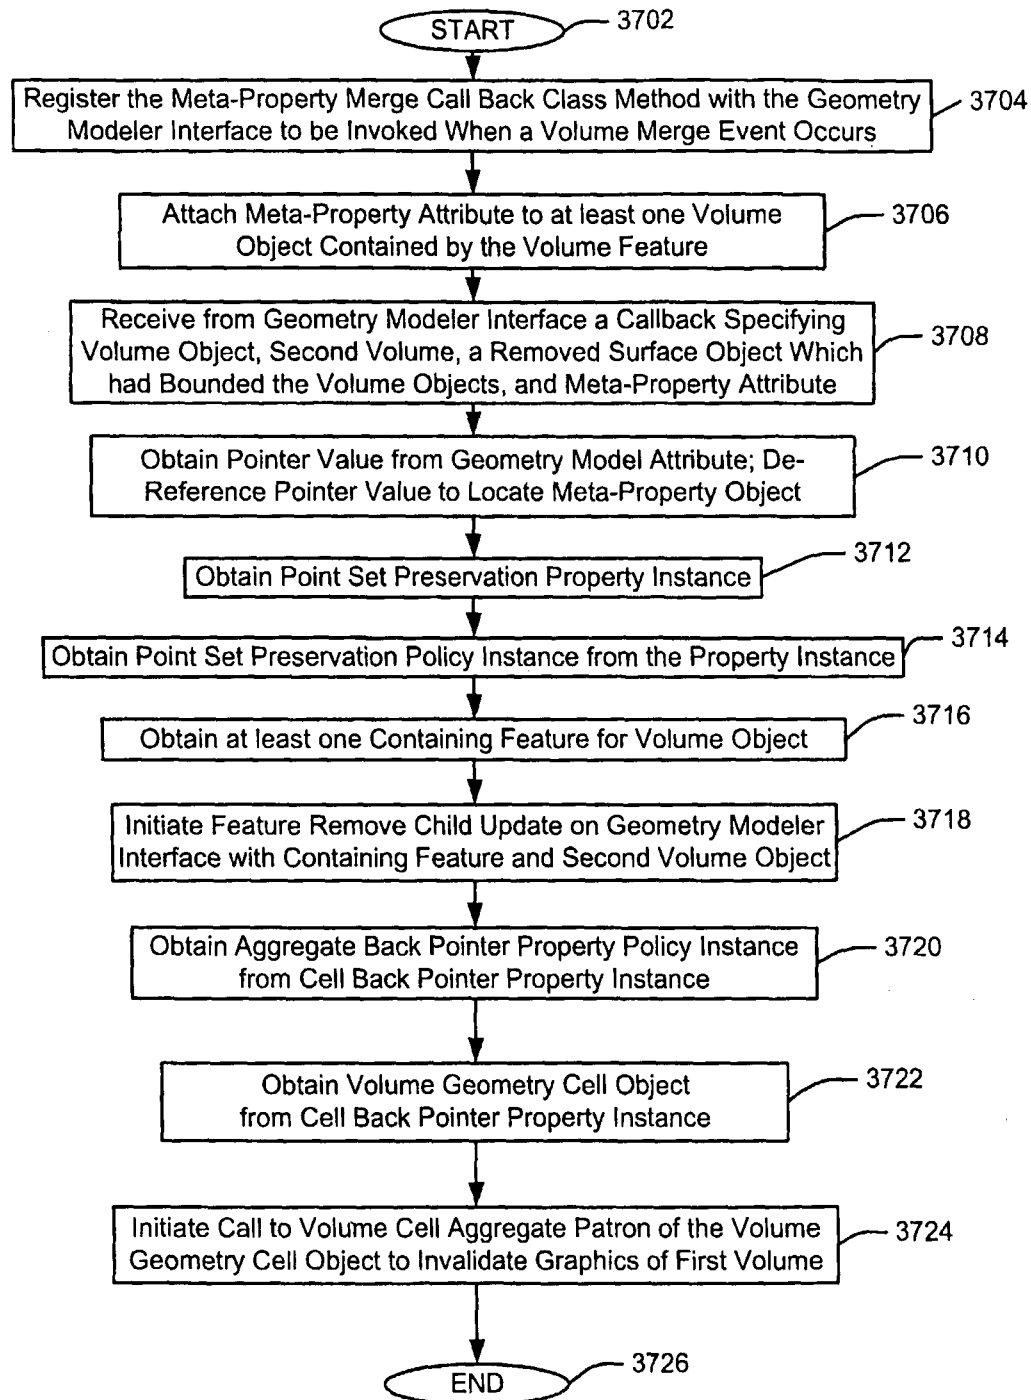 START
3702
Register the Meta-Property Merge Call Back Class Method with the Geometry
Modeler Interface to be Invoked When a Volume Merge Event Occurs
3704
Attach Meta-Property Attribute to at least one Volume
Object Contained by the Volume Feature
3706
Receive from Geometry Modeler Interface a Callback Specifying
Volume Object, Second Volume, a Removed Surface Object Which
had Bounded the Volume Objects, and Meta-Property Attribute
3708
Obtain Pointer Value from Geometry Model Attribute; De-
Reference Pointer Value to Locate Meta-Property Object
3710
Obtain Point Set Preservation Property Instance
3712
Obtain Point Set Preservation Policy Instance from the Property Instance
3714
Obtain at least one Containing Feature for Volume Object
3716
Initiate Feature Remove Child Update on Geometry Modeler
Interface with Containing Feature and Second Volume Object
3718
Obtain Aggregate Back Pointer Property Policy Instance
from Cell Back Pointer Property Instance
3720
Obtain Volume Geometry Cell Object
from Cell Back Pointer Property Instance
3722
Initiate Call to Volume Cell Aggregate Patron of the Volume
Geometry Cell Object to Invalidate Graphics of First Volume
3724
END
3726